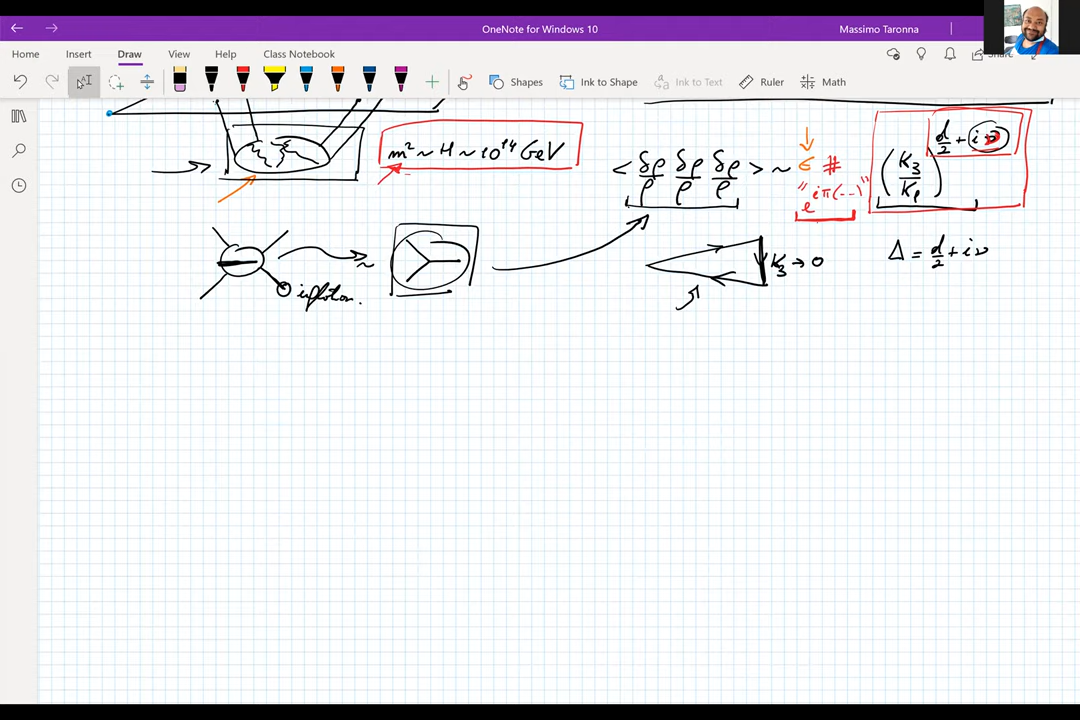 OneNote for Windows 10
Massimo Taronna
Home Insert Draw View Help Class Notebook
Share
Shapes Ink to Shape Ink to Text Ruler Math
m² ~ H ~ 10¹⁴ GeV
< δρ/ρ δρ/ρ δρ/ρ > ~ ϵ # "e^{iπ(--)}" (K₃/K₁)^{d/2 + iν}
inflaton.
K₃ → 0
Δ = d/2 + iν